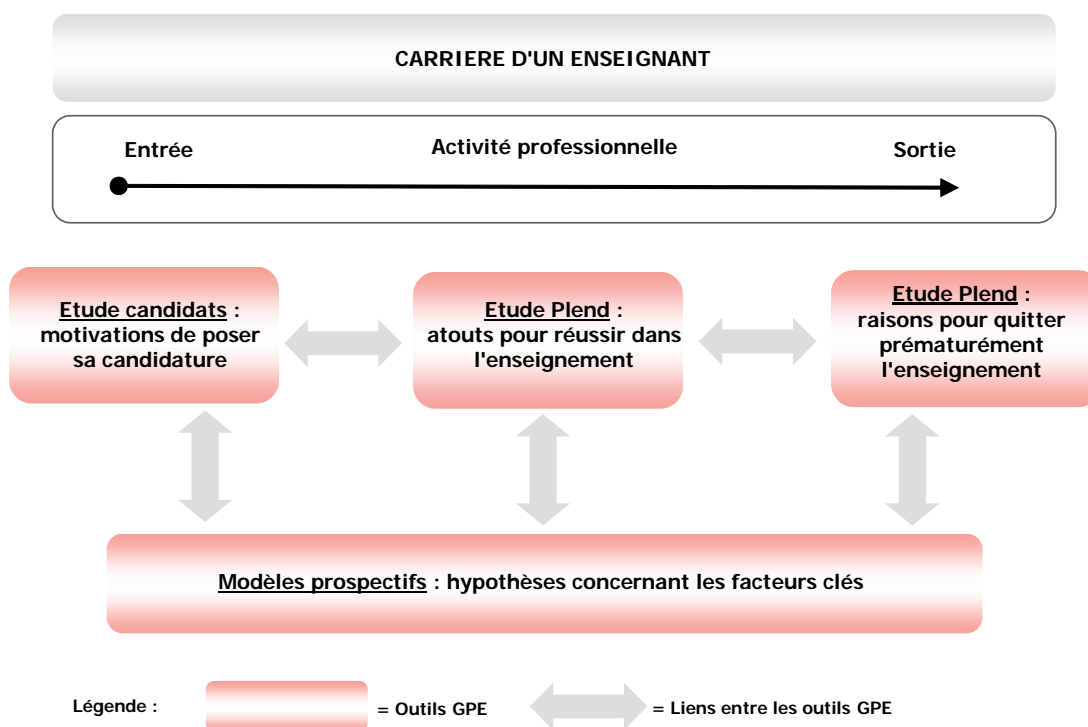 CARRIERE D'UN ENSEIGNANT
Entrée
Activité professionnelle
Sortie
Etude candidats :
motivations de poser
sa candidature
Etude Plend :
atouts pour réussir dans
l'enseignement
Etude Plend :
raisons pour quitter
prématurément
l'enseignement
Modèles prospectifs : hypothèses concernant les facteurs clés
Légende :
= Outils GPE
= Liens entre les outils GPE